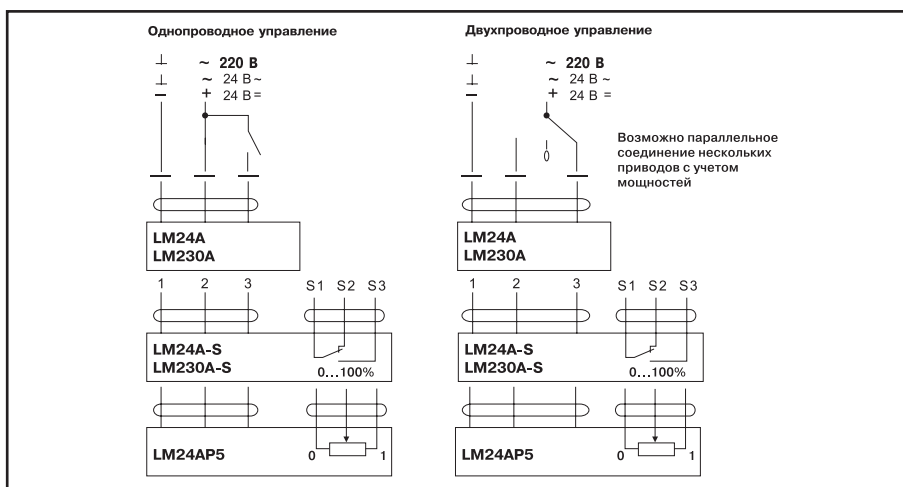 Однопроводное управление
~ 220 В
~ 24 В ~
+ 24 В =
LM24A
LM230A
1 2 3 S1 S2 S3
LM24A-S
LM230A-S
0...100%
LM24AP5
0 1
Двухпроводное управление
~ 220 В
~ 24 В ~
+ 24 В =
Возможно параллельное
соединение нескольких
приводов с учетом
мощностей
LM24A
LM230A
1 2 3 S1 S2 S3
LM24A-S
LM230A-S
0...100%
LM24AP5
0 1